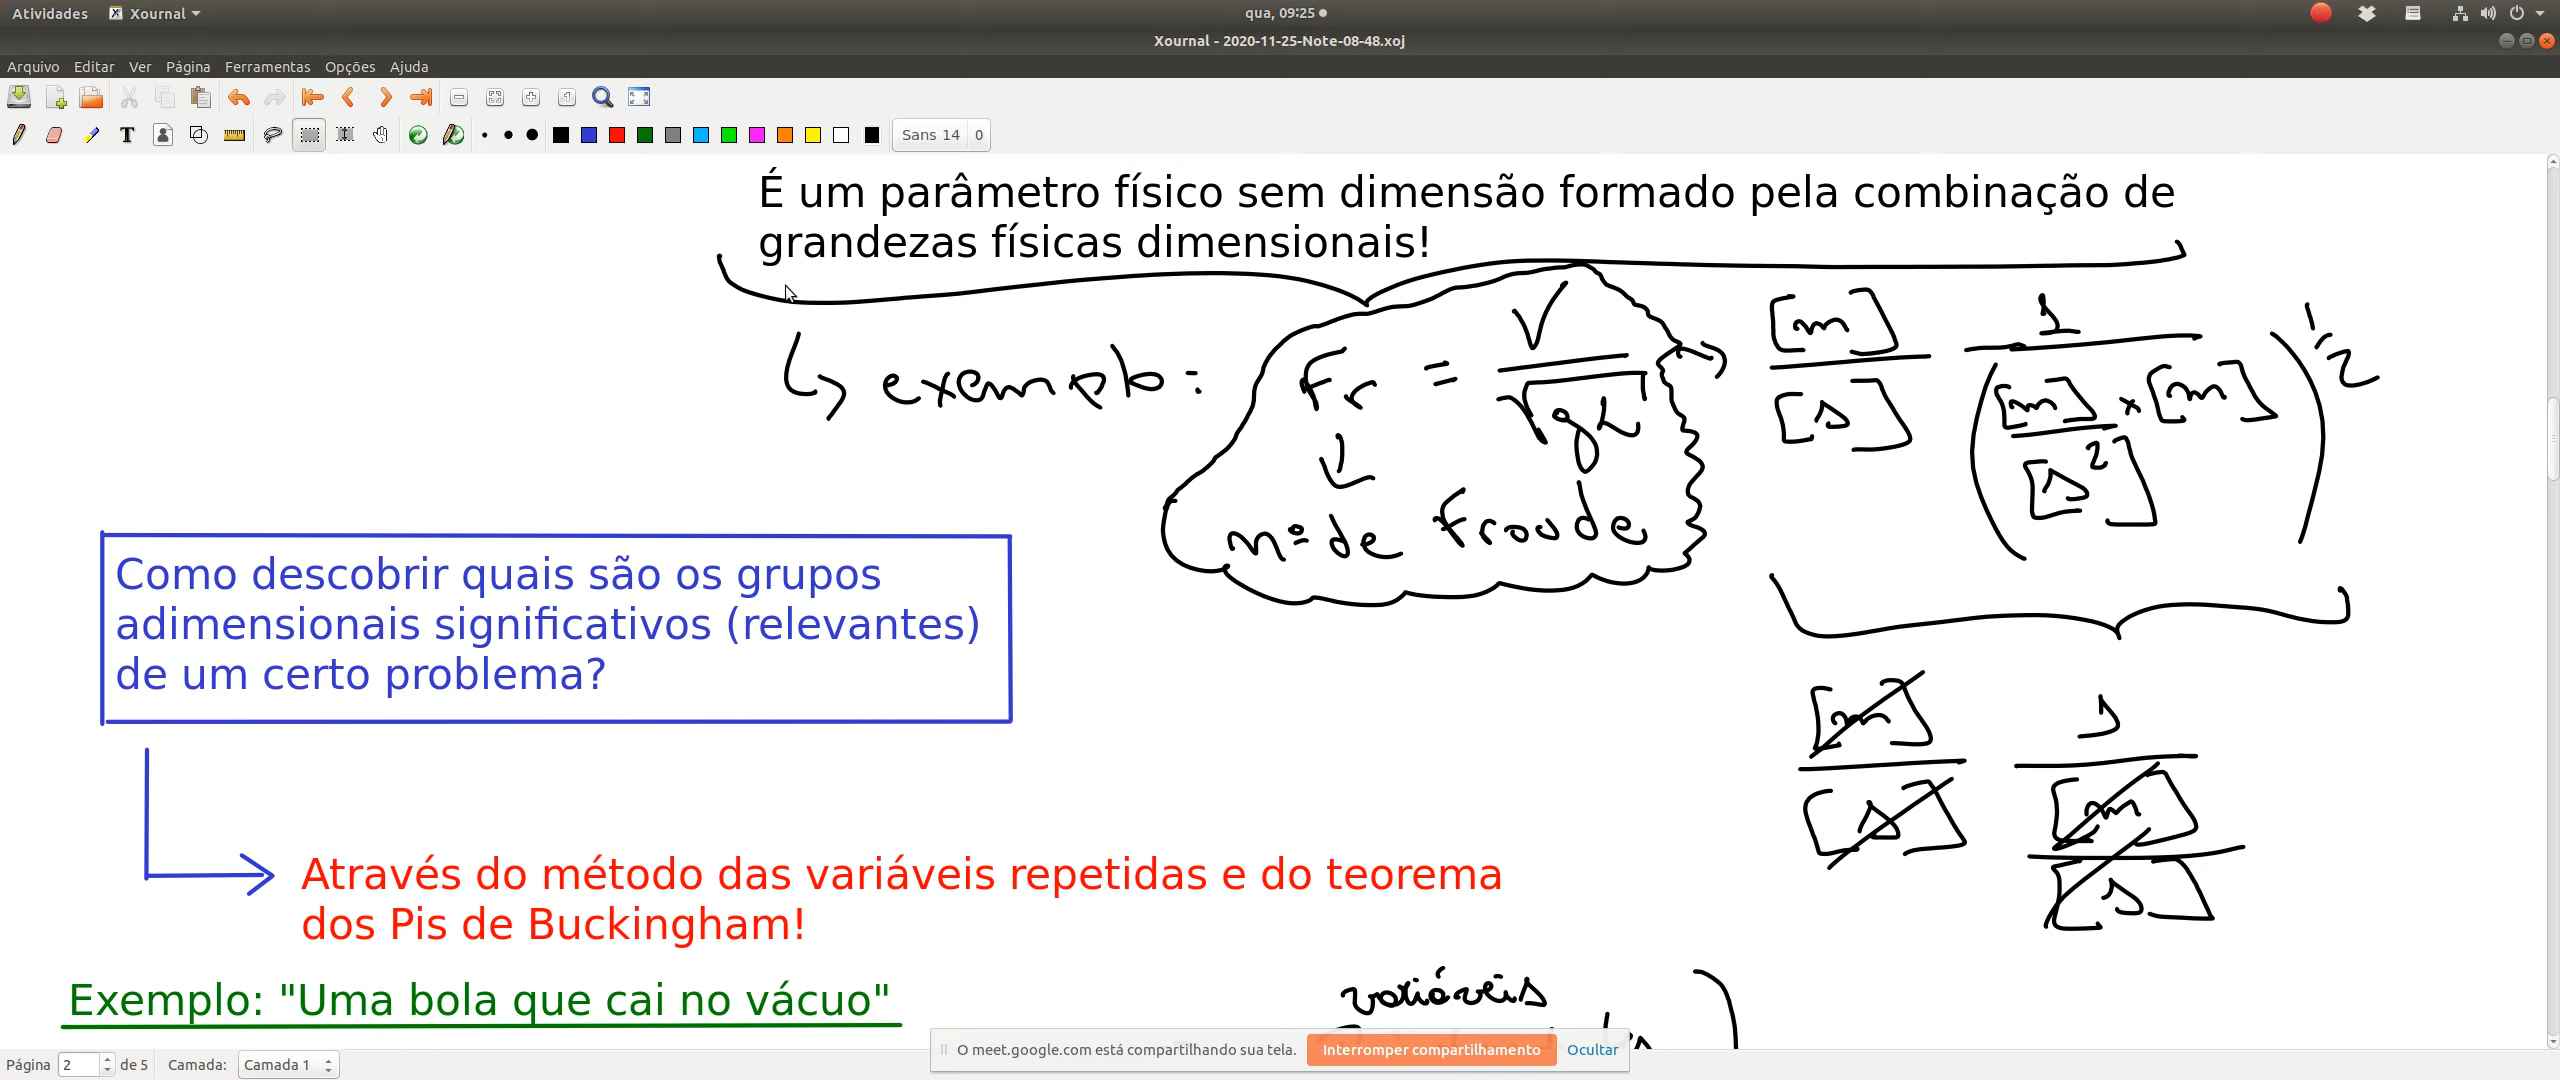 Atividades Xournal qua, 09:25
Xournal - 2020-11-25-Note-08-48.xoj
Arquivo Editar Ver Página Ferramentas Opções Ajuda
Sans 14 0
É um parâmetro físico sem dimensão formado pela combinação de
grandezas físicas dimensionais!
exemplo: Fr = V / √gL
[m] / [s] 1 / ([m] / [s²] x [m])^1/2
nº de Froude
Como descobrir quais são os grupos
adimensionais significativos (relevantes)
de um certo problema?
[m] / [s] 1 / [m] / [s]
Através do método das variáveis repetidas e do teorema
dos Pis de Buckingham!
Exemplo: "Uma bola que cai no vácuo"
variáveis
O meet.google.com está compartilhando sua tela. Interromper compartilhamento Ocultar
Página 2 de 5 Camada: Camada 1